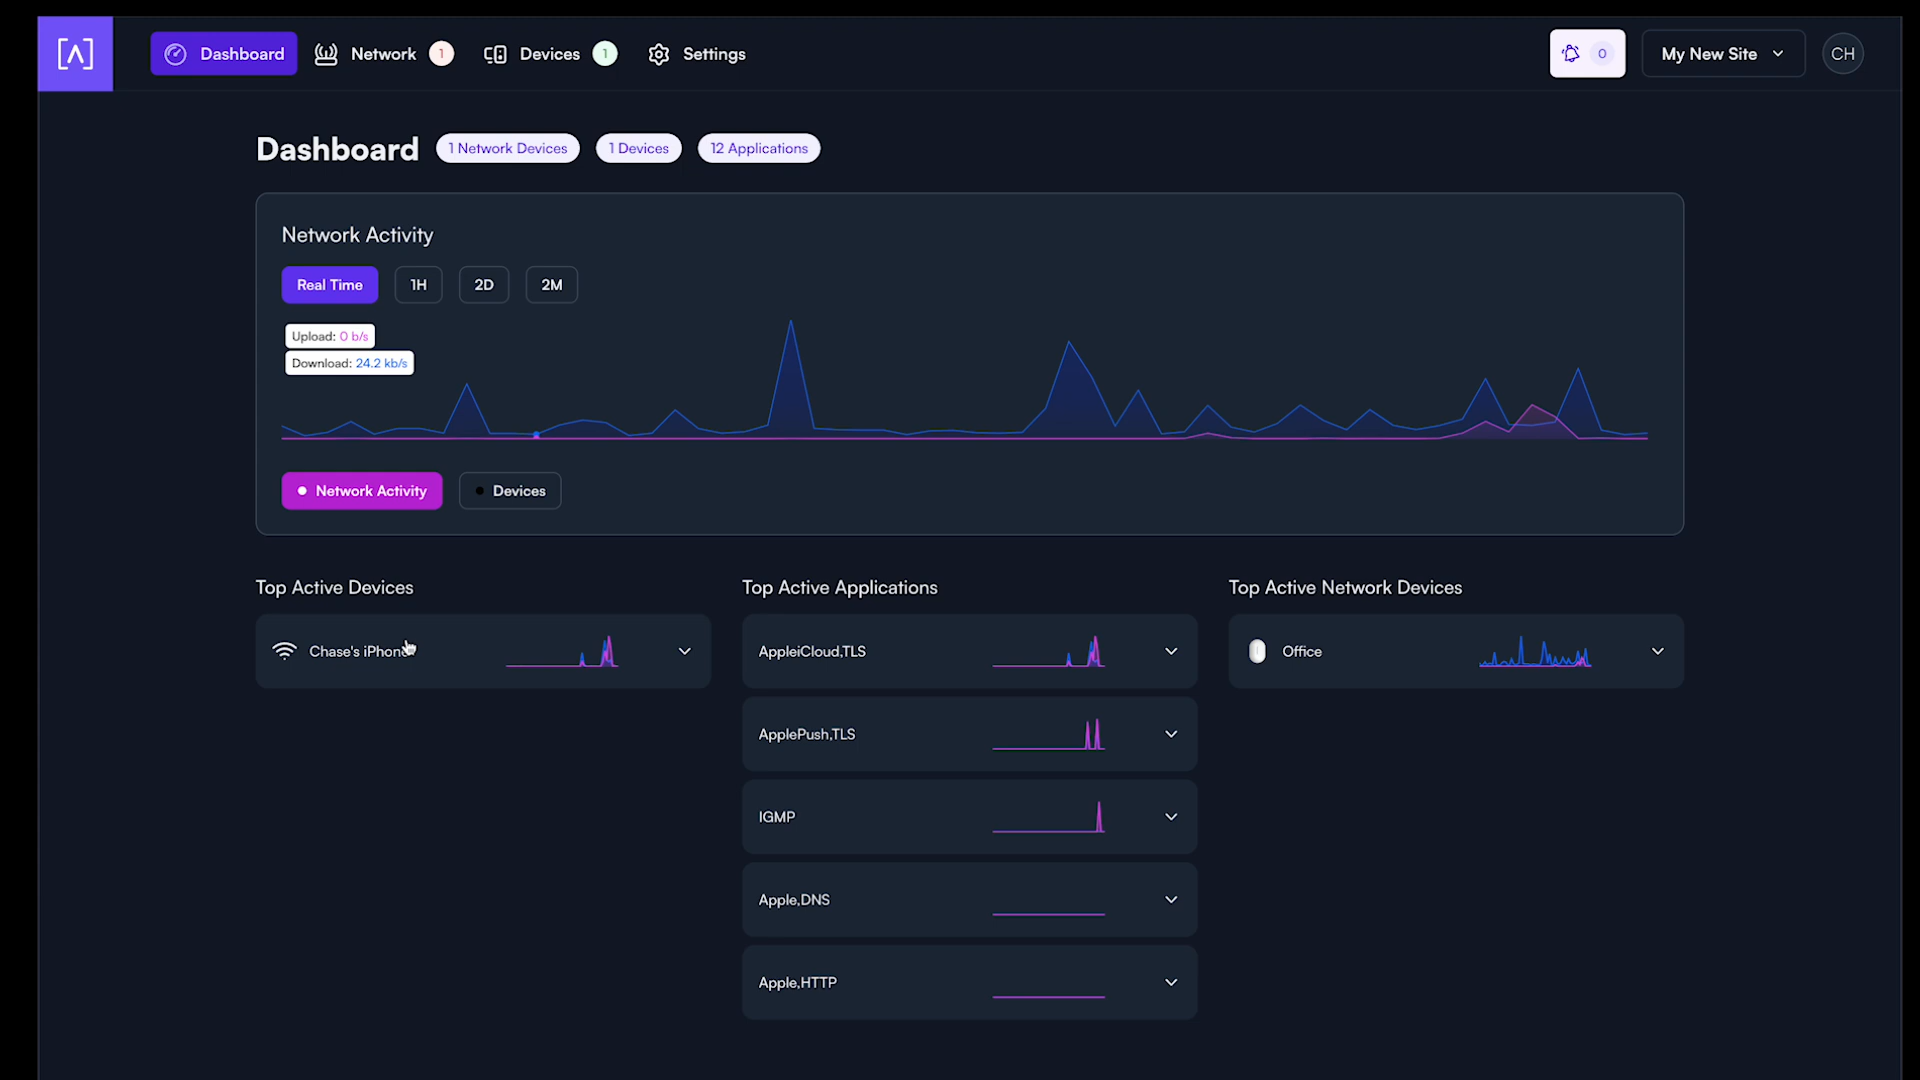 [Λ]
Dashboard
Network 1
Devices 1
Settings
0
My New Site
CH
Dashboard
1 Network Devices
1 Devices
12 Applications
Network Activity
Real Time
1H
2D
2M
Upload: 0 b/s
Download: 24.2 kb/s
Network Activity
Devices
Top Active Devices
Chase's iPhone
Top Active Applications
AppleiCloud,TLS
ApplePush,TLS
IGMP
Apple,DNS
Apple,HTTP
Top Active Network Devices
Office